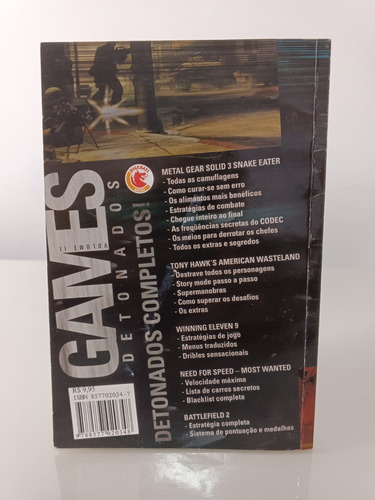 GAMES
VOLUME II
DETONADOS
DETONADOS COMPLETOS!
METAL GEAR SOLID 3 SNAKE EATER
- Todas as camuflagens
- Como curar-se sem erro
- Os alimentos mais benéficos
- Estratégias de combate
- Chegue inteiro ao final
- As freqüências secretas do CODEC
- Os meios para derrotar os chefes
- Todos os extras e segredos
TONY HAWK'S AMERICAN WASTELAND
- Destrave todos os personagens
- Story mode passo a passo
- Supermanobras
- Como superar os desafios
- Os extras
WINNING ELEVEN 9
- Estratégias de jogo
- Menus traduzidos
- Dribles sensacionais
NEED FOR SPEED – MOST WANTED
- Velocidade máxima
- Lista de carros secretos
- Blacklist completa
BATTLEFIELD 2
- Estratégia completa
- Sistema de pontuação e medalhas
R$ 9,95
ISBN 857702034-7
9788577020348